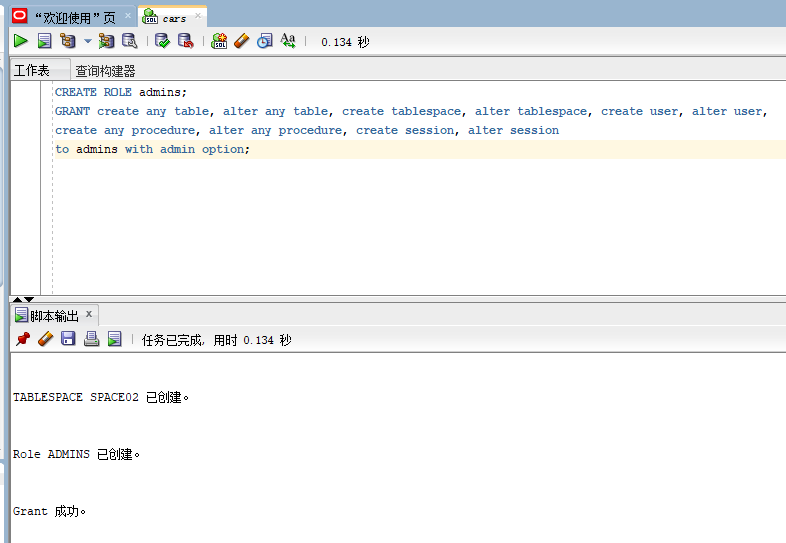 “欢迎使用”页
cars
0.134 秒
工作表
查询构建器
CREATE ROLE admins;
GRANT create any table, alter any table, create tablespace, alter tablespace, create user, alter user,
create any procedure, alter any procedure, create session, alter session
to admins with admin option;
脚本输出
任务已完成, 用时 0.134 秒
TABLESPACE SPACE02 已创建。
Role ADMINS 已创建。
Grant 成功。